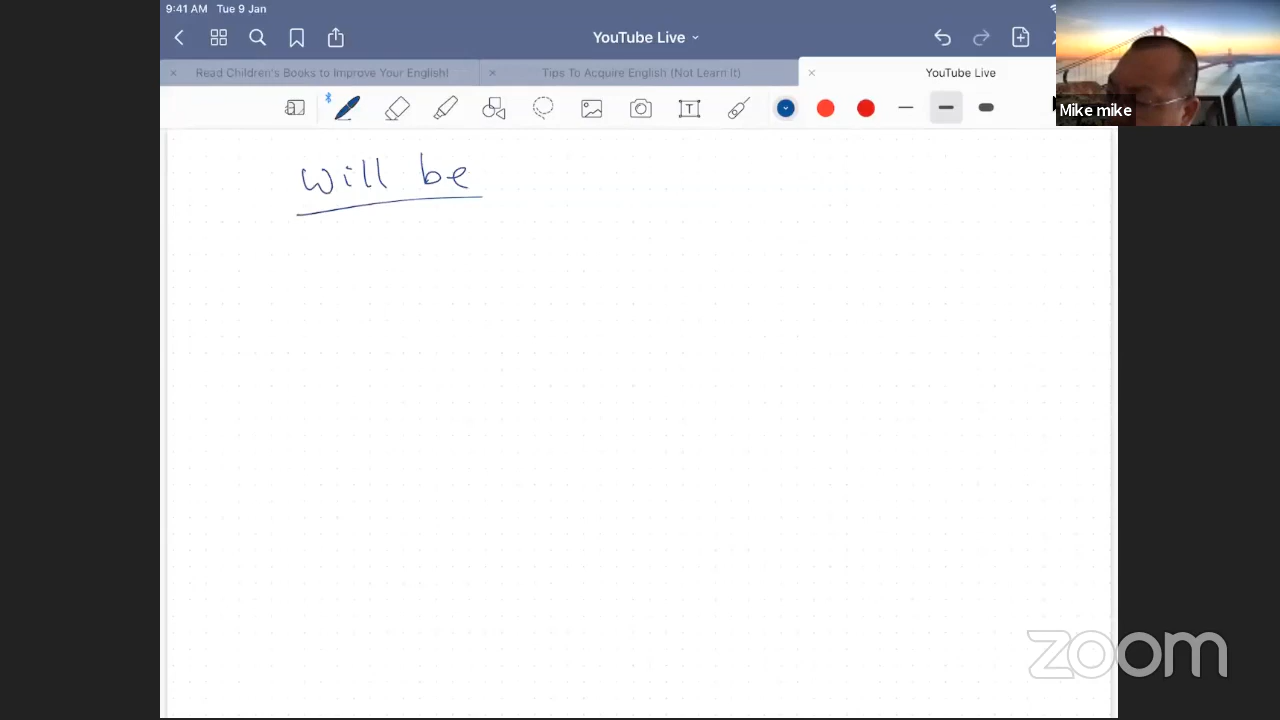 9:41 AM Tue 9 Jan
YouTube Live
Read Children's Books to Improve Your English!
Tips To Acquire English (Not Learn It)
YouTube Live
T
Mike mike
will be
zoom